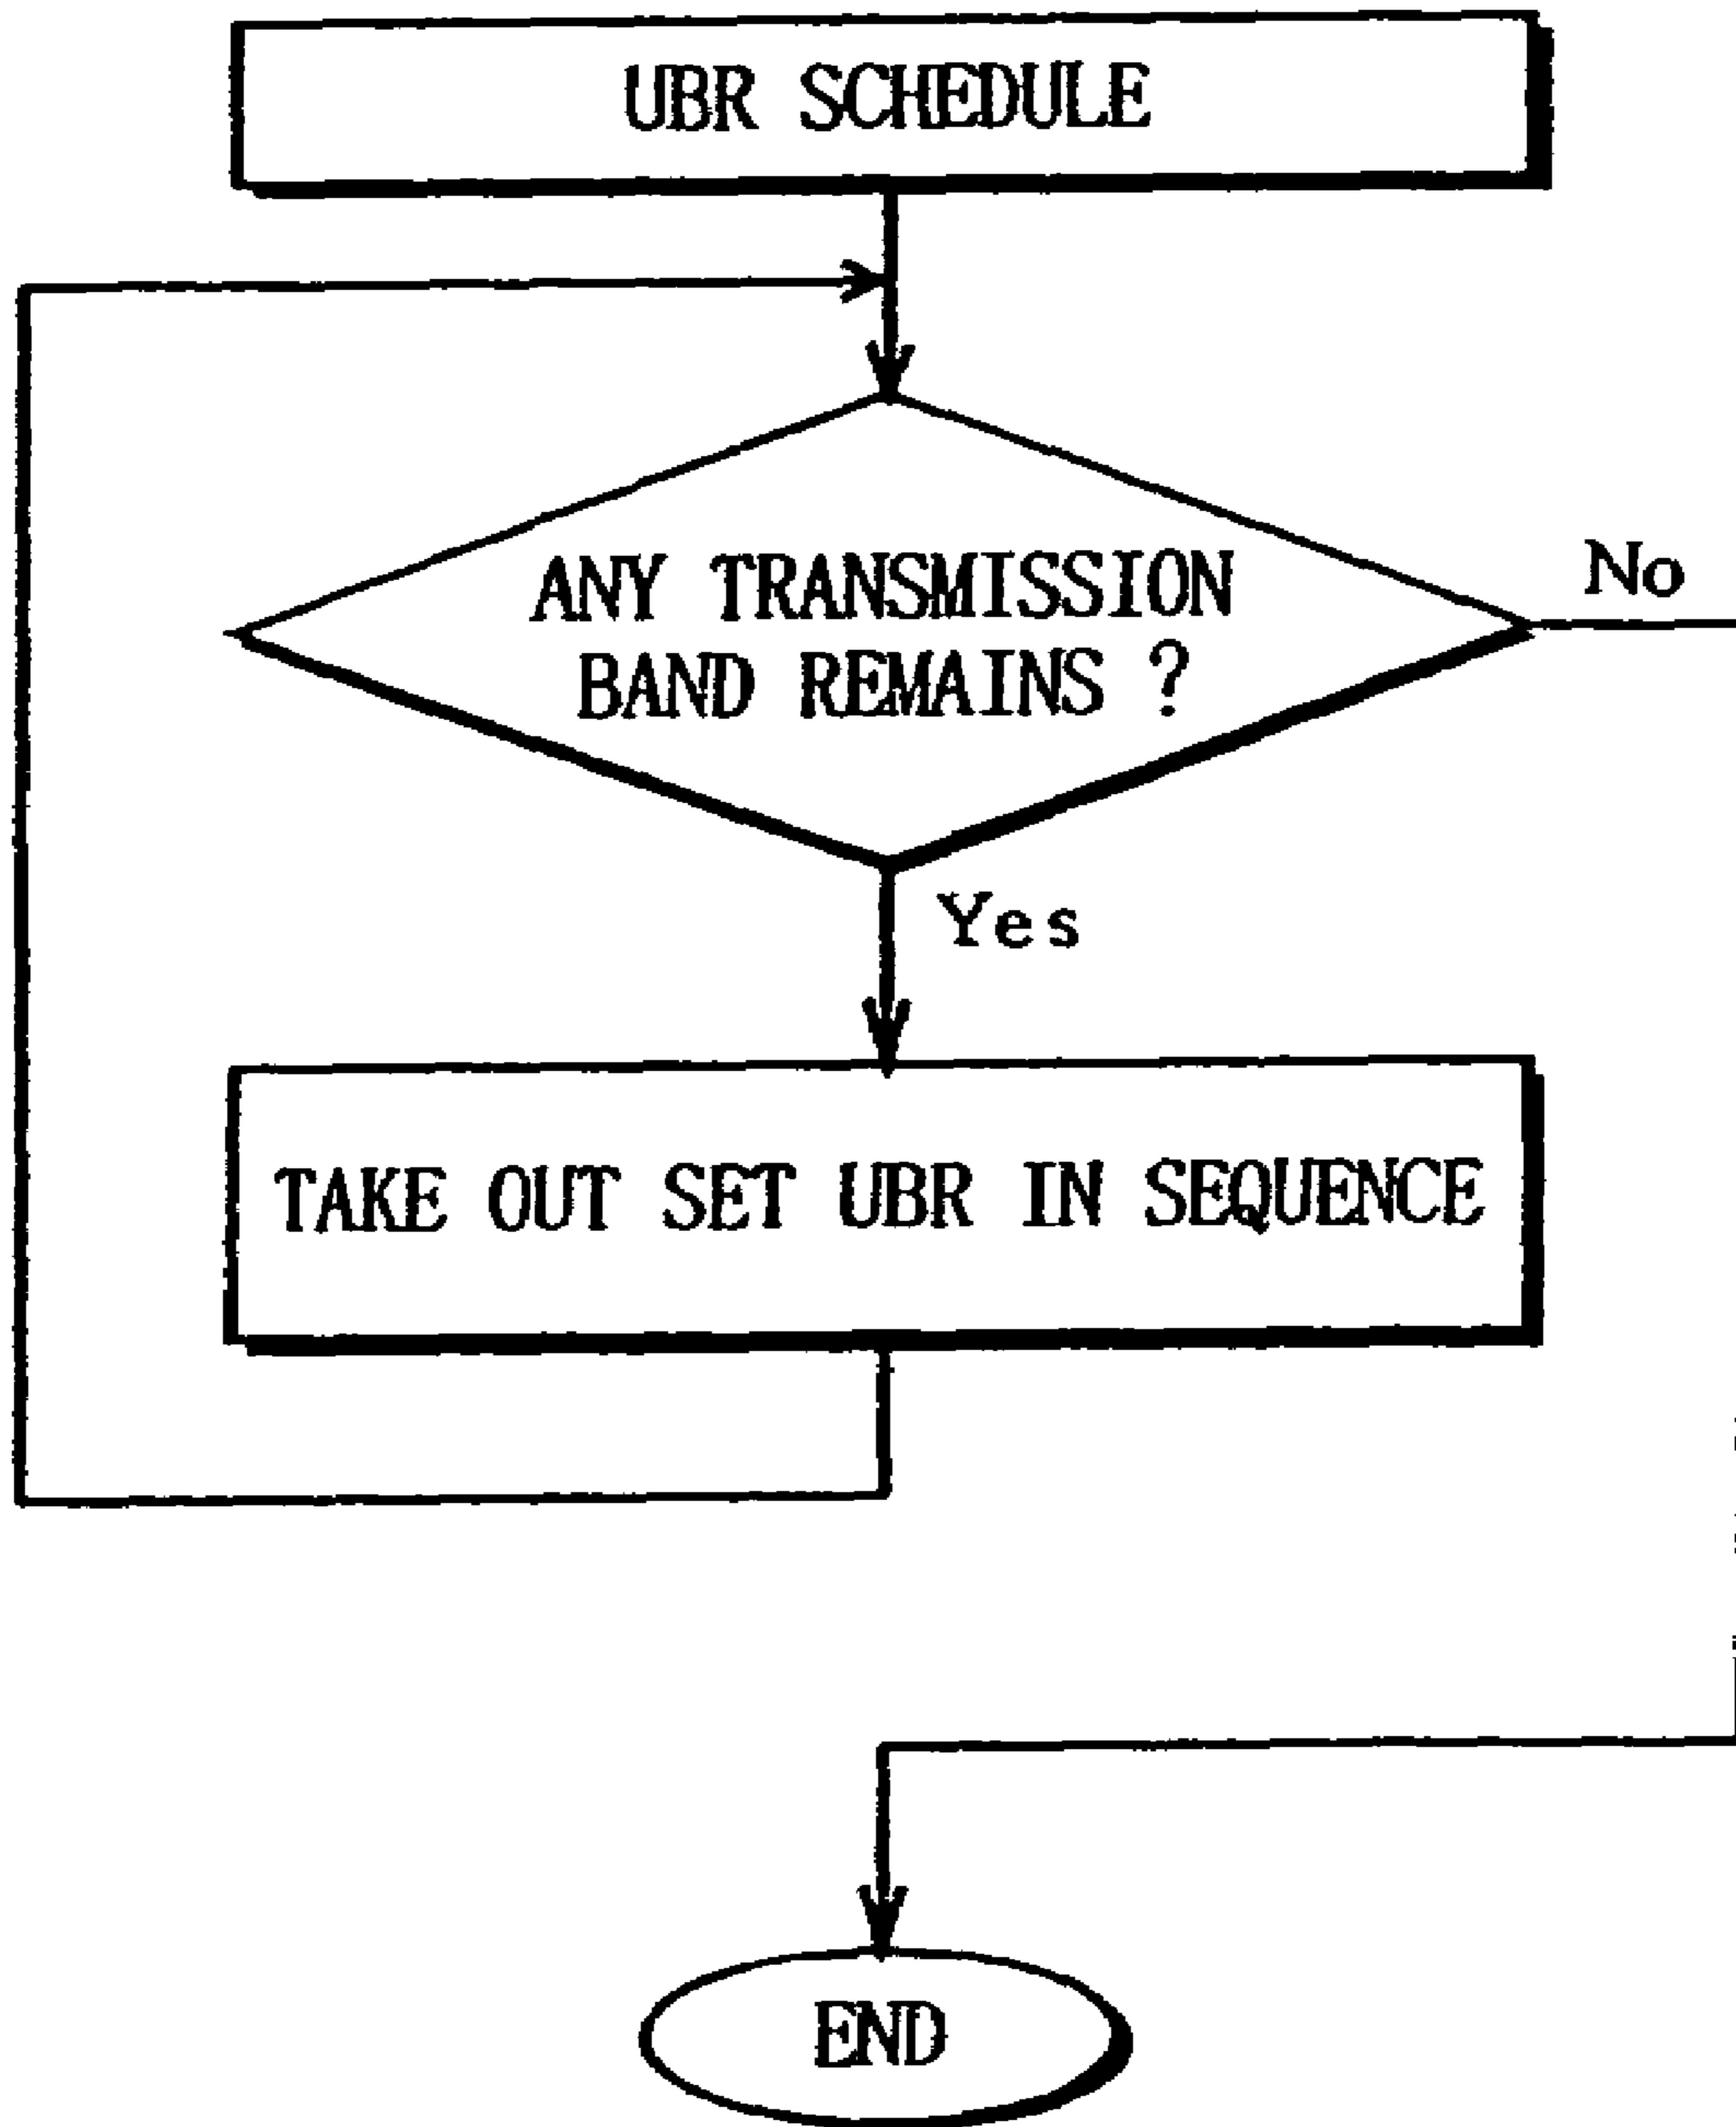 UBR SCHEDULE
ANY TRANSMISSION
BAND REMAINS ?
No
Yes
TAKE OUT SET UBR IN SEQUENCE
END